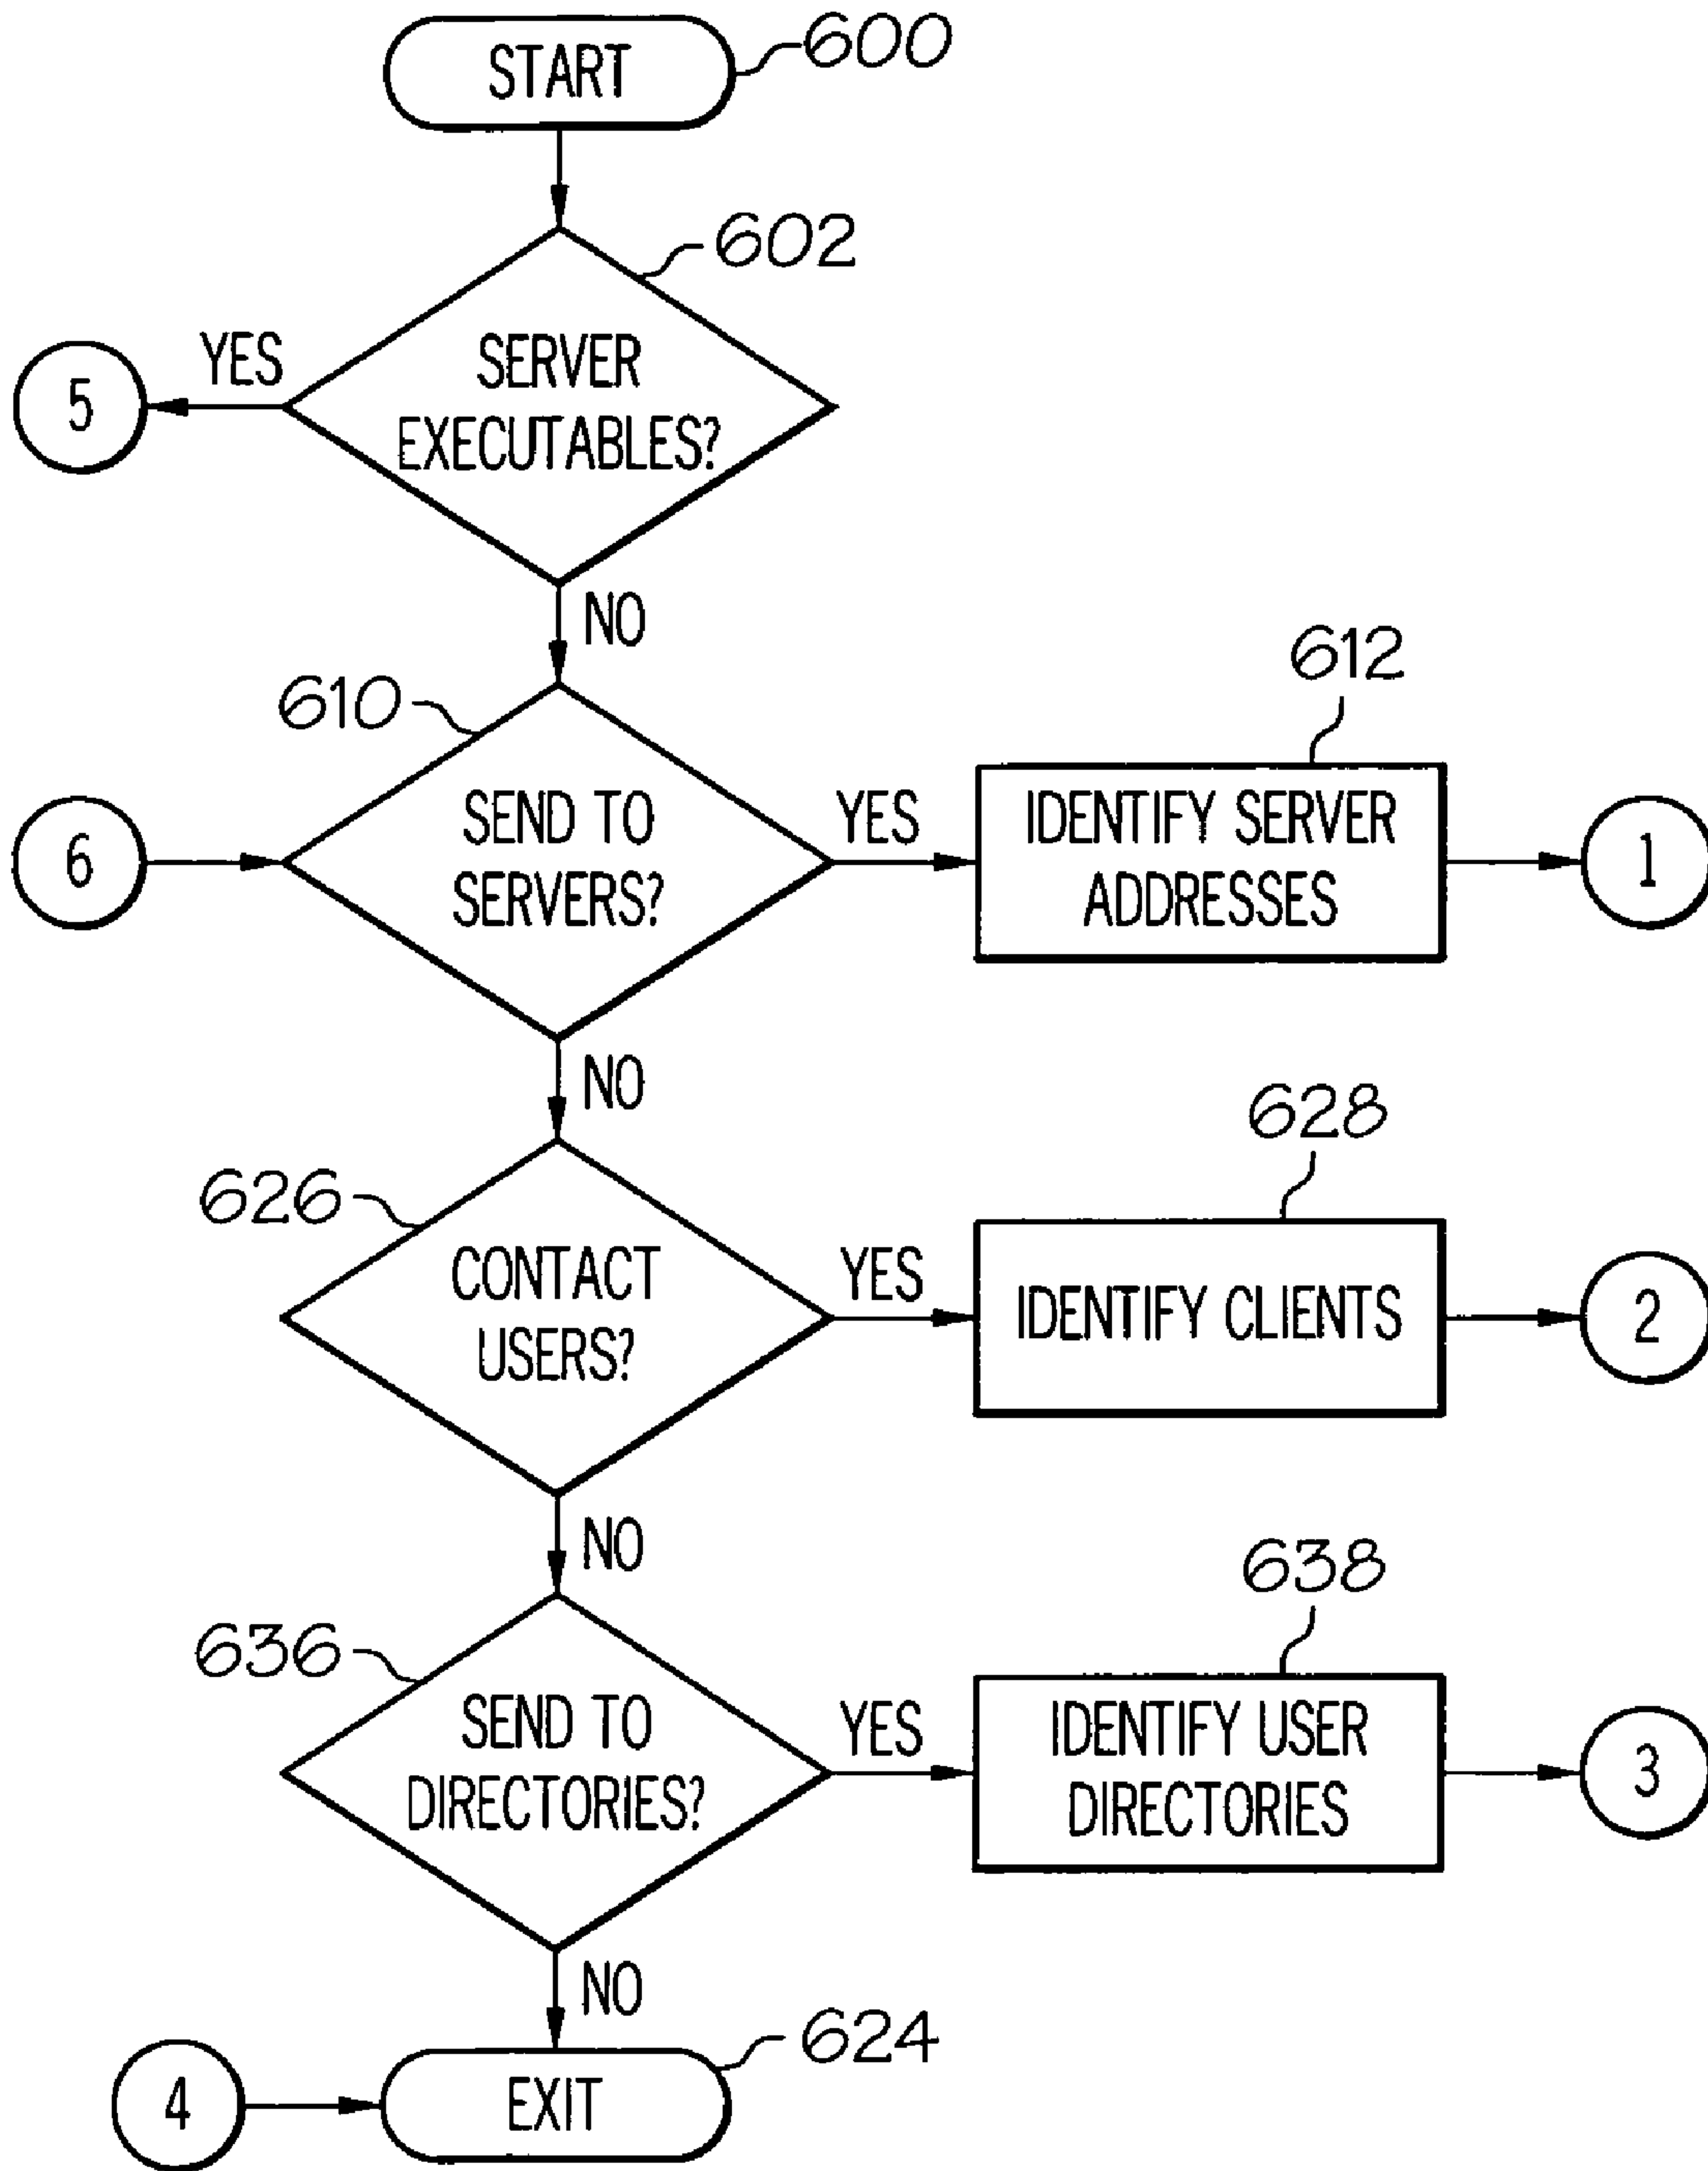 START
600
602
YES
SERVER
EXECUTABLES?
5
NO
610
612
6
SEND TO
SERVERS?
YES
IDENTIFY SERVER
ADDRESSES
1
NO
626
628
CONTACT
USERS?
YES
IDENTIFY CLIENTS
2
NO
636
638
SEND TO
DIRECTORIES?
YES
IDENTIFY USER
DIRECTORIES
3
NO
624
4
EXIT